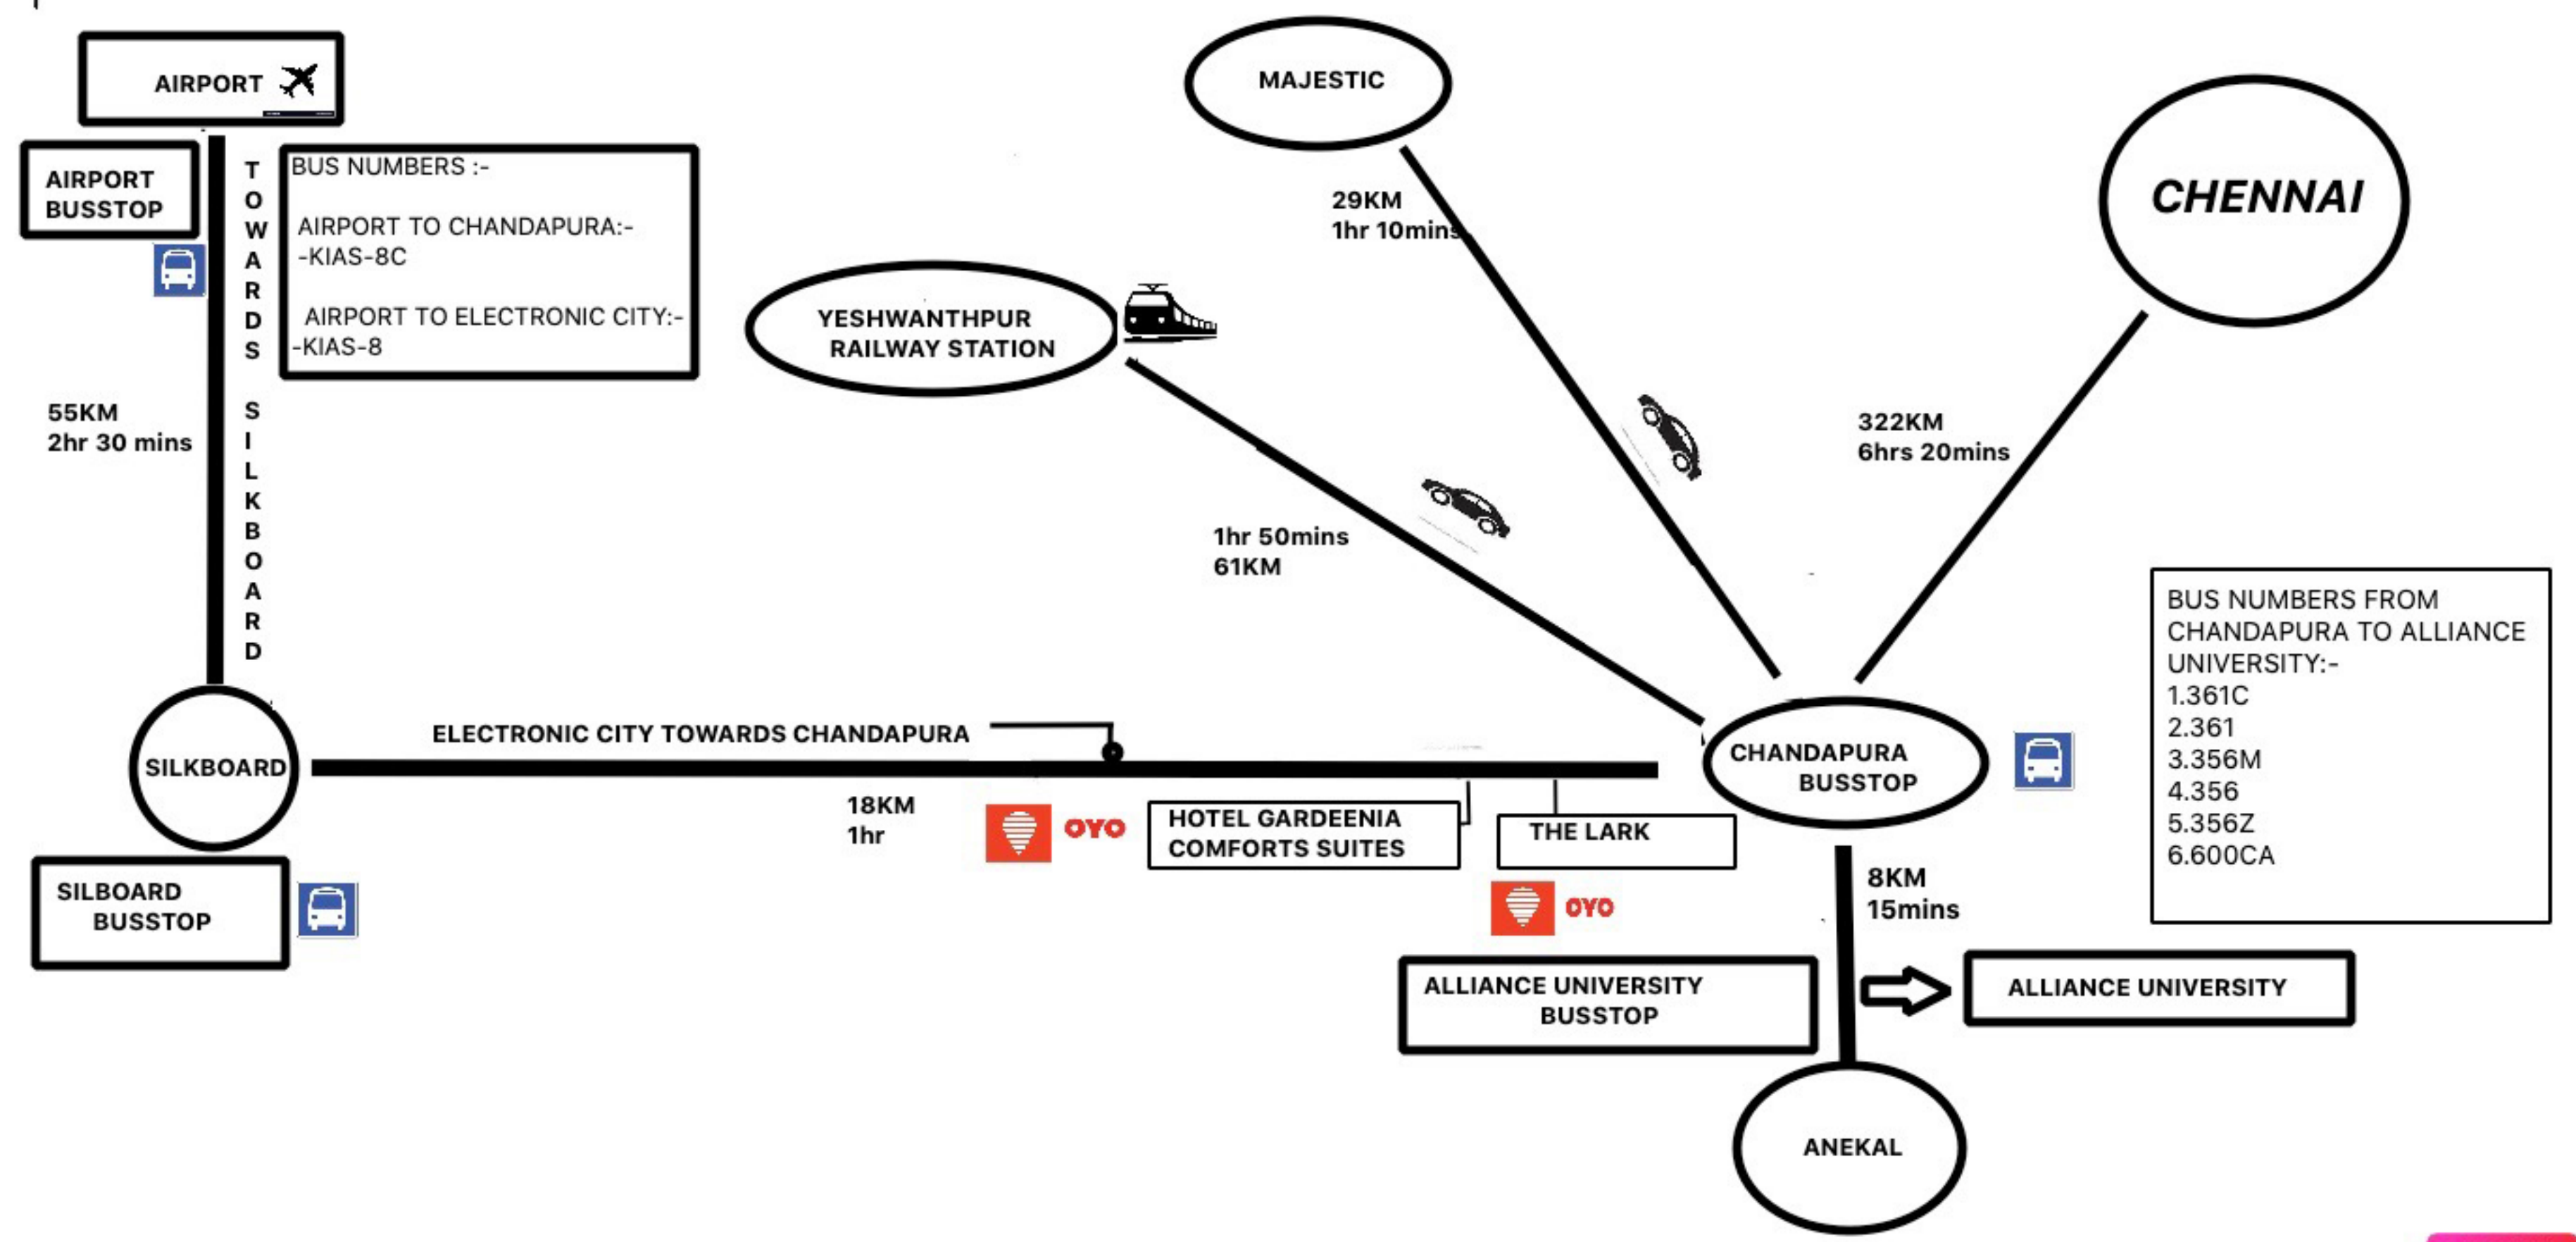 AIRPORT
AIRPORT
BUSSTOP
TOWARDS SILKBOARD
BUS NUMBERS :-
AIRPORT TO CHANDAPURA:-
-KIAS-8C
AIRPORT TO ELECTRONIC CITY:-
-KIAS-8
55KM
2hr 30 mins
MAJESTIC
29KM
1hr 10mins
CHENNAI
YESHWANTHPUR
RAILWAY STATION
322KM
6hrs 20mins
1hr 50mins
61KM
SILKBOARD
ELECTRONIC CITY TOWARDS CHANDAPURA
18KM
1hr
OYO
HOTEL GARDEENIA
COMFORTS SUITES
THE LARK
OYO
CHANDAPURA
BUSSTOP
BUS NUMBERS FROM
CHANDAPURA TO ALLIANCE
UNIVERSITY:-
1.361C
2.361
3.356M
4.356
5.356Z
6.600CA
SILBOARD
BUSSTOP
8KM
15mins
ALLIANCE UNIVERSITY
BUSSTOP
ALLIANCE UNIVERSITY
ANEKAL